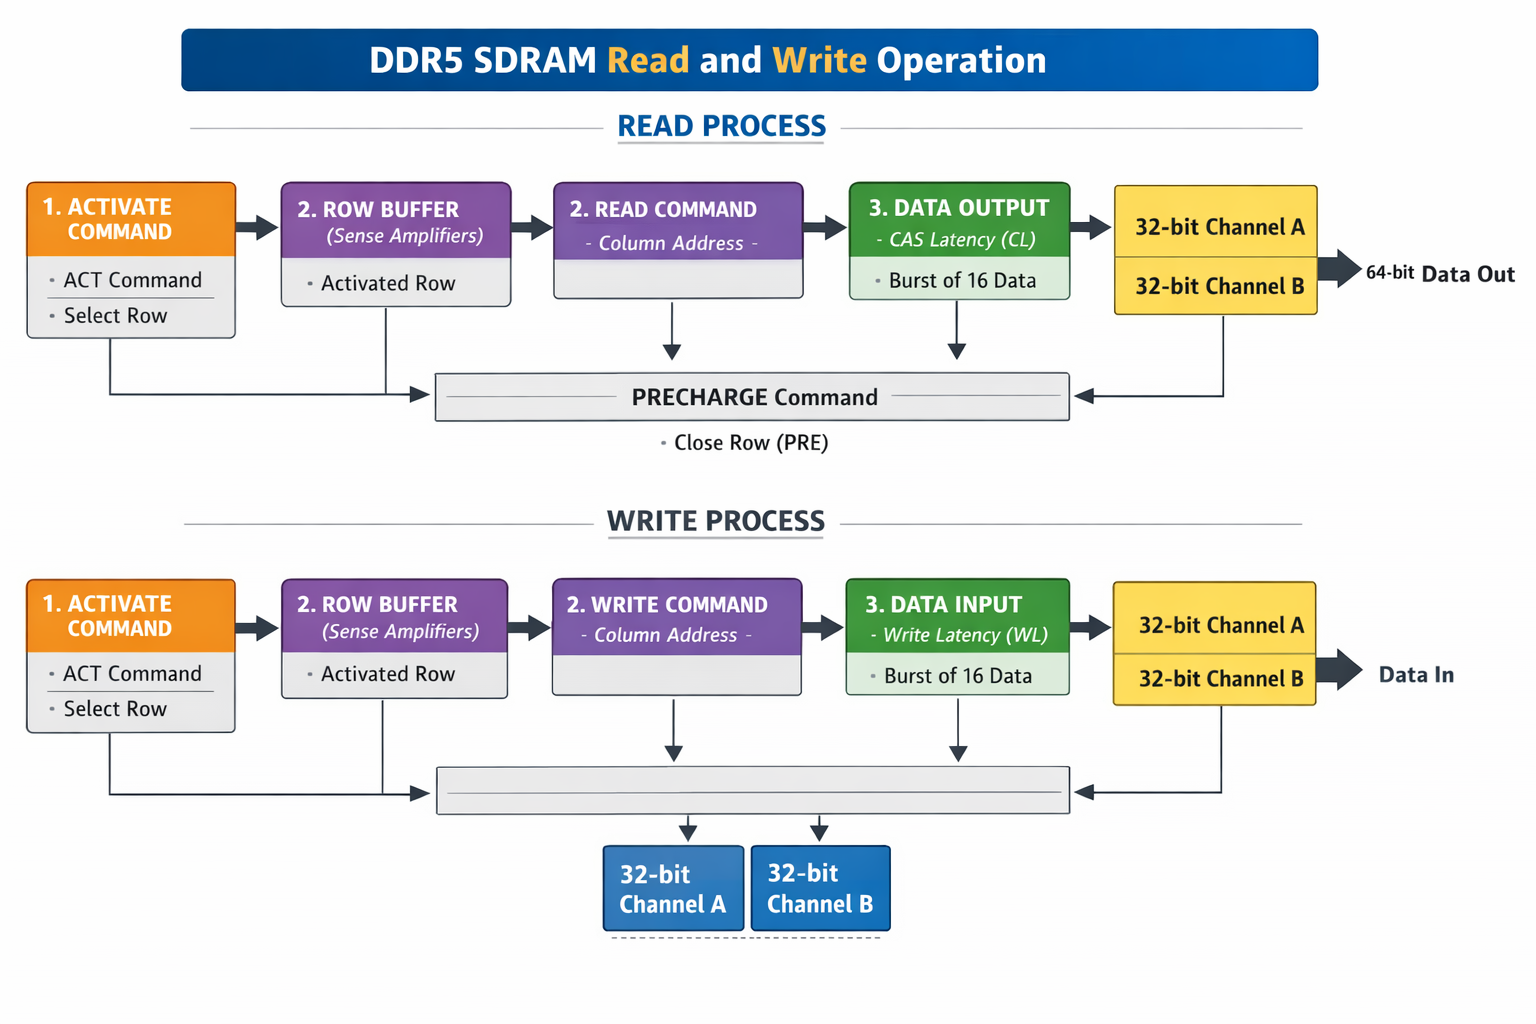 DDR5 SDRAM Read and Write Operation
READ PROCESS
1. ACTIVATE
COMMAND
• ACT Command
• Select Row
2. ROW BUFFER
(Sense Amplifiers)
• Activated Row
2. READ COMMAND
- Column Address -
3. DATA OUTPUT
- CAS Latency (CL)
• Burst of 16 Data
32-bit Channel A
32-bit Channel B
64-bit Data Out
PRECHARGE Command
• Close Row (PRE)
WRITE PROCESS
1. ACTIVATE
COMMAND
• ACT Command
• Select Row
2. ROW BUFFER
(Sense Amplifiers)
• Activated Row
2. WRITE COMMAND
- Column Address -
3. DATA INPUT
- Write Latency (WL)
• Burst of 16 Data
32-bit Channel A
32-bit Channel B
Data In
32-bit
Channel A
32-bit
Channel B